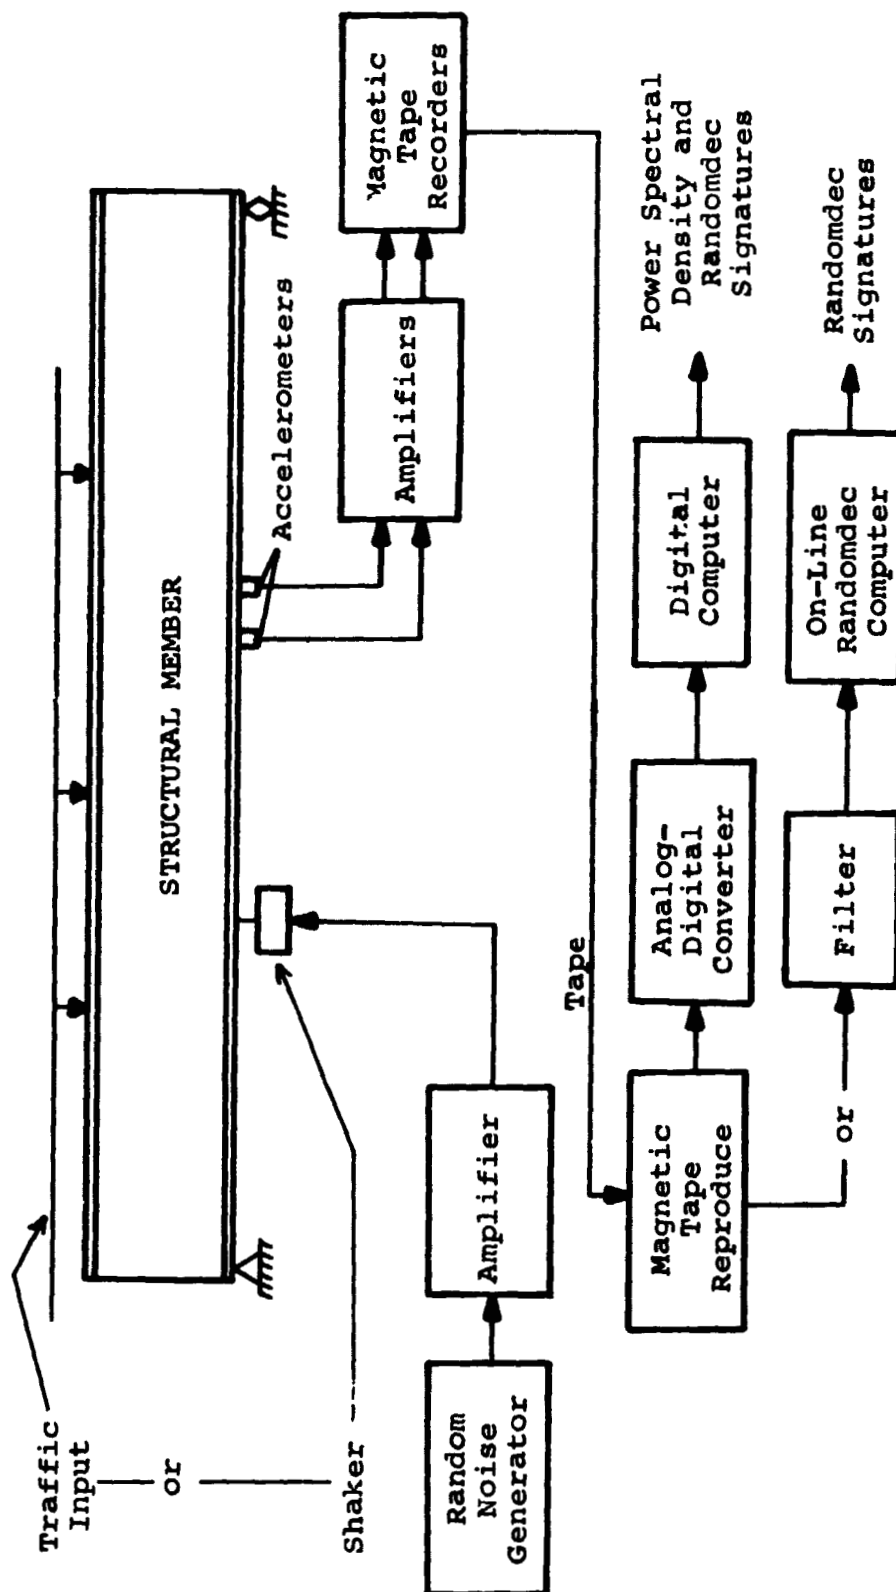 Traffic
Input
or
Shaker
STRUCTURAL MEMBER
Accelerometers
Random
Noise
Generator
Amplifier
Amplifiers
Magnetic
Tape
Recorders
Tape
Magnetic
Tape
Reproduce
Analog-
Digital
Converter
Digital
Computer
Power Spectral
Density and
Randomdec
Signatures
or
Filter
On-Line
Randomdec
Computer
Randomdec
Signatures